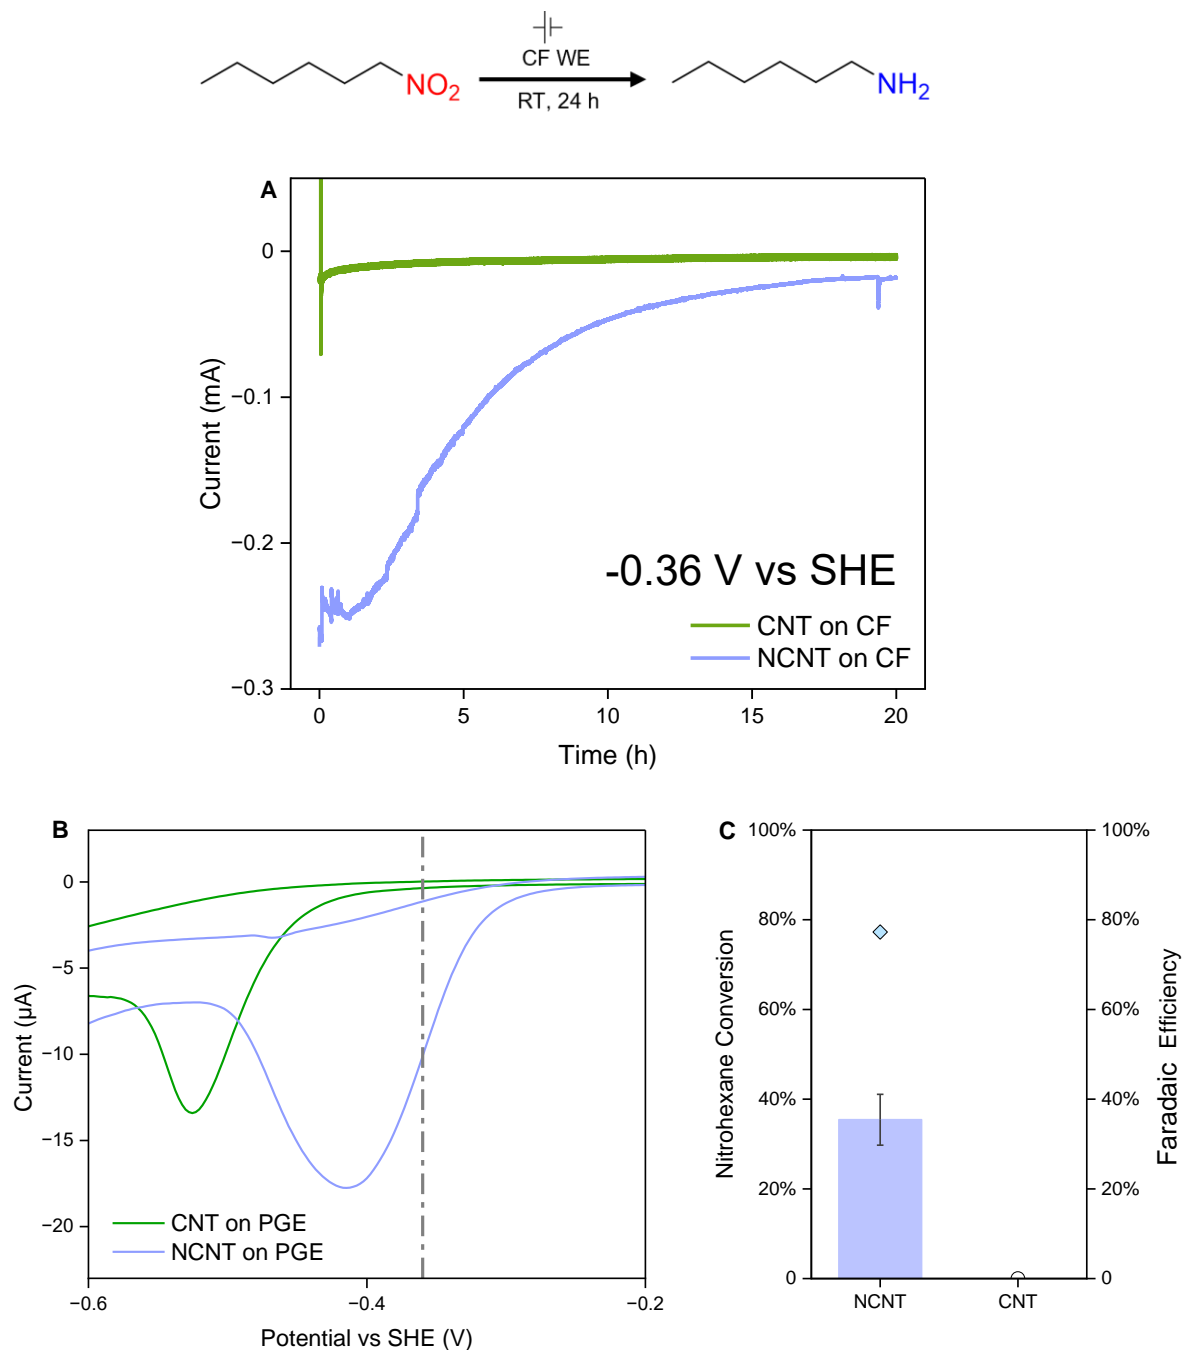 CF WE
NO2
NH2
RT, 24 h
A
0
−0.1
−0.2
−0.3
Current (mA)
-0.36 V vs SHE
CNT on CF
NCNT on CF
0 5 10 15 20
Time (h)
B
0
−5
−10
−15
−20
Current (µA)
CNT on PGE
NCNT on PGE
−0.6 −0.4 −0.2
Potential vs SHE (V)
C
100%
80%
60%
40%
20%
0
Nitrohexane Conversion
100%
80%
60%
40%
20%
0
Faradaic Efficiency
NCNT CNT